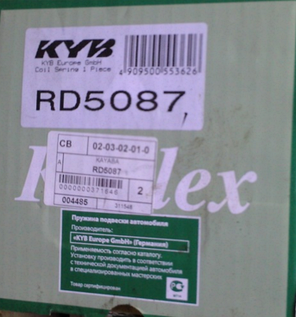 KYB
KYB Europe GmbH
Coil Spring 1 Piece
4909500553626
RD5087
CB
02-03-02-01-0
A
KAYABA
RD5087
2
004485
211548
K lex
Пружина подвески автомобиля
Производитель:
«KYB Europe GmbH» (Германия)
Применяемость согласно каталогу.
Установку производить в соответствии
с технической документацией автомобиля
в специализированных мастерских
Товар сертифицирован